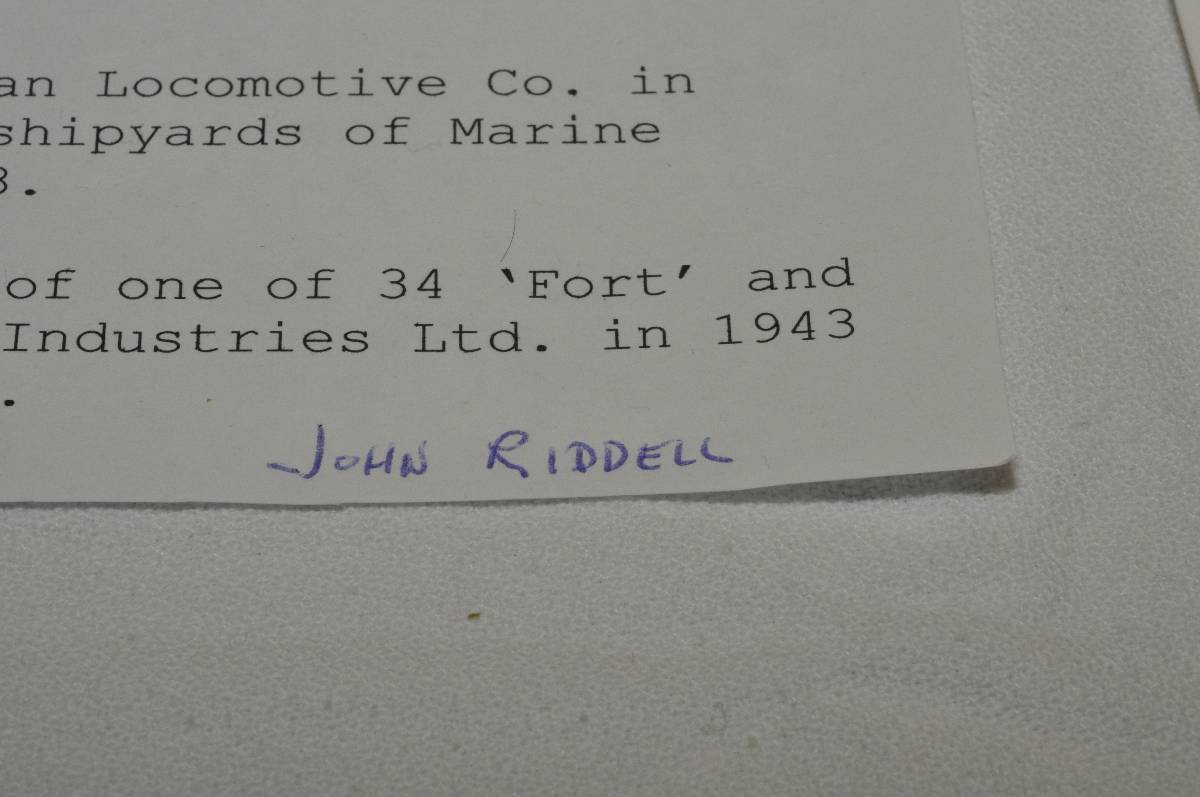 an Locomotive Co. in
shipyards of Marine
3.
of one of 34 ‘Fort’ and
Industries Ltd. in 1943
.
JOHN RIDDELL